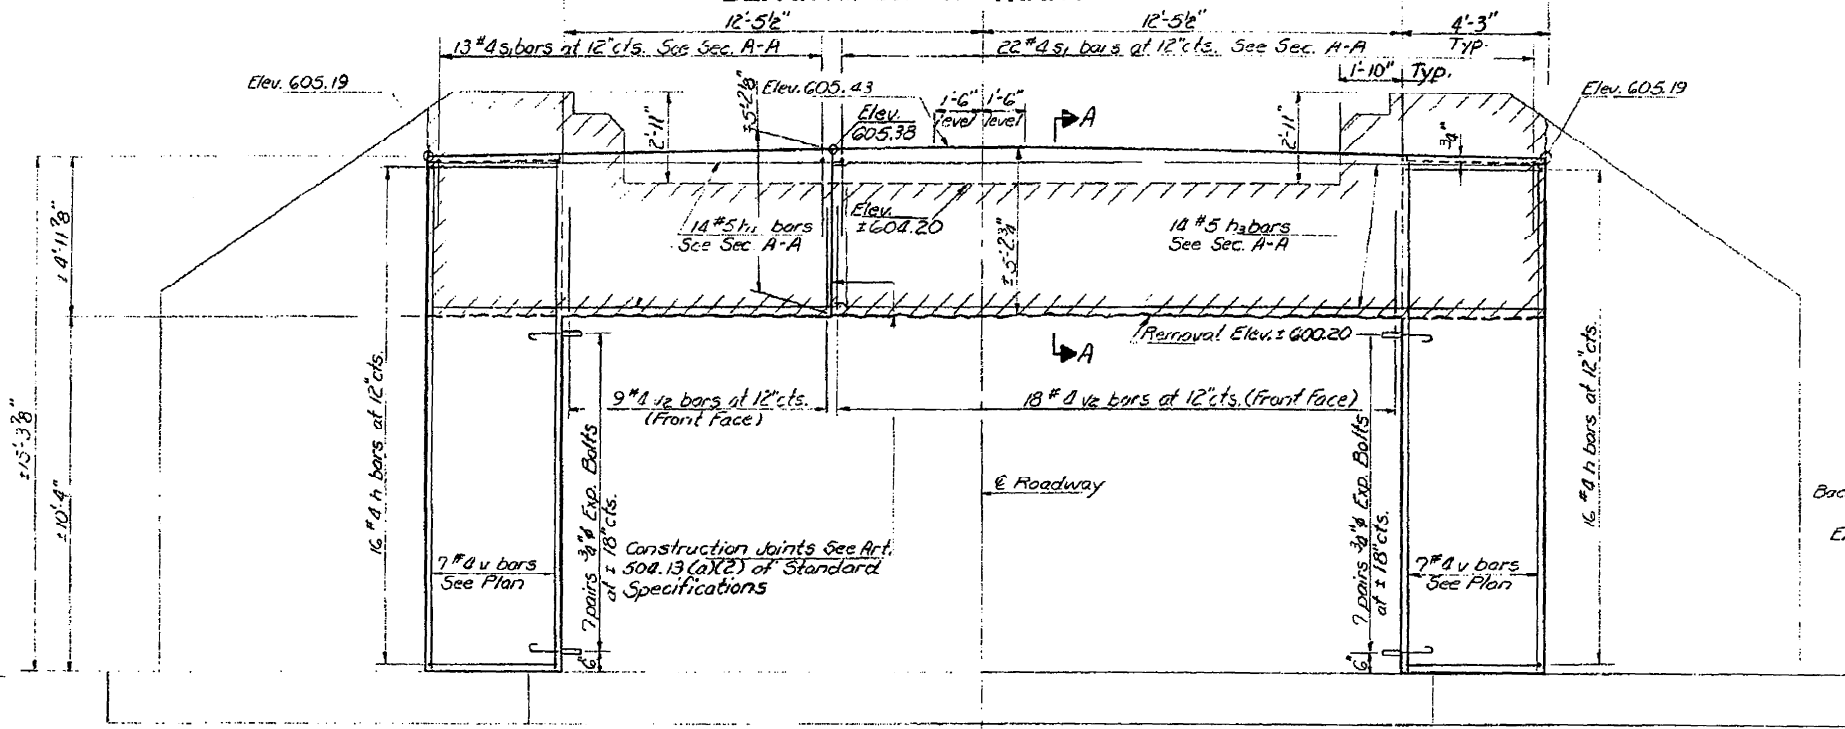 12'-5½"
12'-5½"
4'-3"
Typ.
13 #4 s₁ bars at 12" cts. See Sec. A-A
22 #4 s₁ bars at 12" cts. See Sec. A-A
1'-10" Typ.
Elev. 605.19
Elev. 605.43
Elev. 605.19
±5'-2⅛"
2'-11"
Elev.
605.38
1'-6" 1'-6"
level level
A
2'-11"
¾"
14 #5 h₁ bars
See Sec A-A
Elev.
±604.20
±5'-2¾"
14 #5 h₂ bars
See Sec. A-A
±4'-11⅞"
Removal Elev. ± 600.20
A
9 #4 v₂ bars at 12" cts.
(Front Face)
18 #4 v₂ bars at 12" cts. (Front Face)
±15'-3⅞"
±10'-4"
16 #4 h bars at 12" cts.
7 pairs ¾"ϕ Exp. Bolts
at ± 18" cts.
6"
℄ Roadway
7 pairs ¾"ϕ Exp. Bolts
at ± 18" cts.
6"
16 #4 h bars at 12" cts.
Construction Joints See Art.
504.13 (a)(2) of Standard
Specifications
7 #4 v bars
See Plan
7 #4 v bars
See Plan
Bac
E